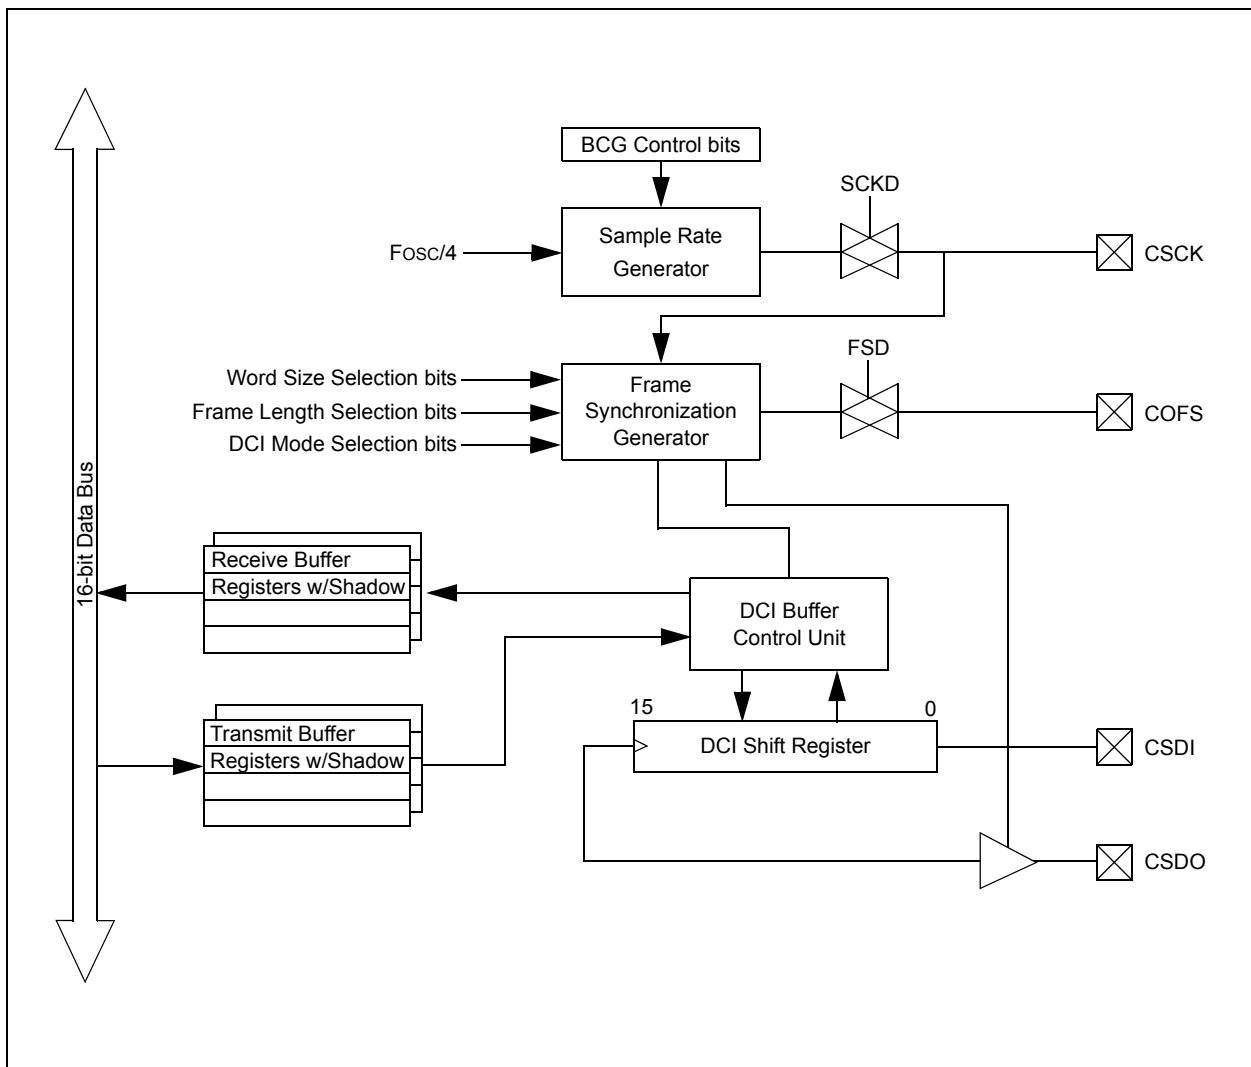 BCG Control bits
SCKD
Sample Rate
Generator
FOSC/4
CSCK
FSD
Word Size Selection bits
Frame Length Selection bits
DCI Mode Selection bits
Frame
Synchronization
Generator
COFS
16-bit Data Bus
Receive Buffer
Registers w/Shadow
DCI Buffer
Control Unit
15
0
Transmit Buffer
Registers w/Shadow
DCI Shift Register
CSDI
CSDO